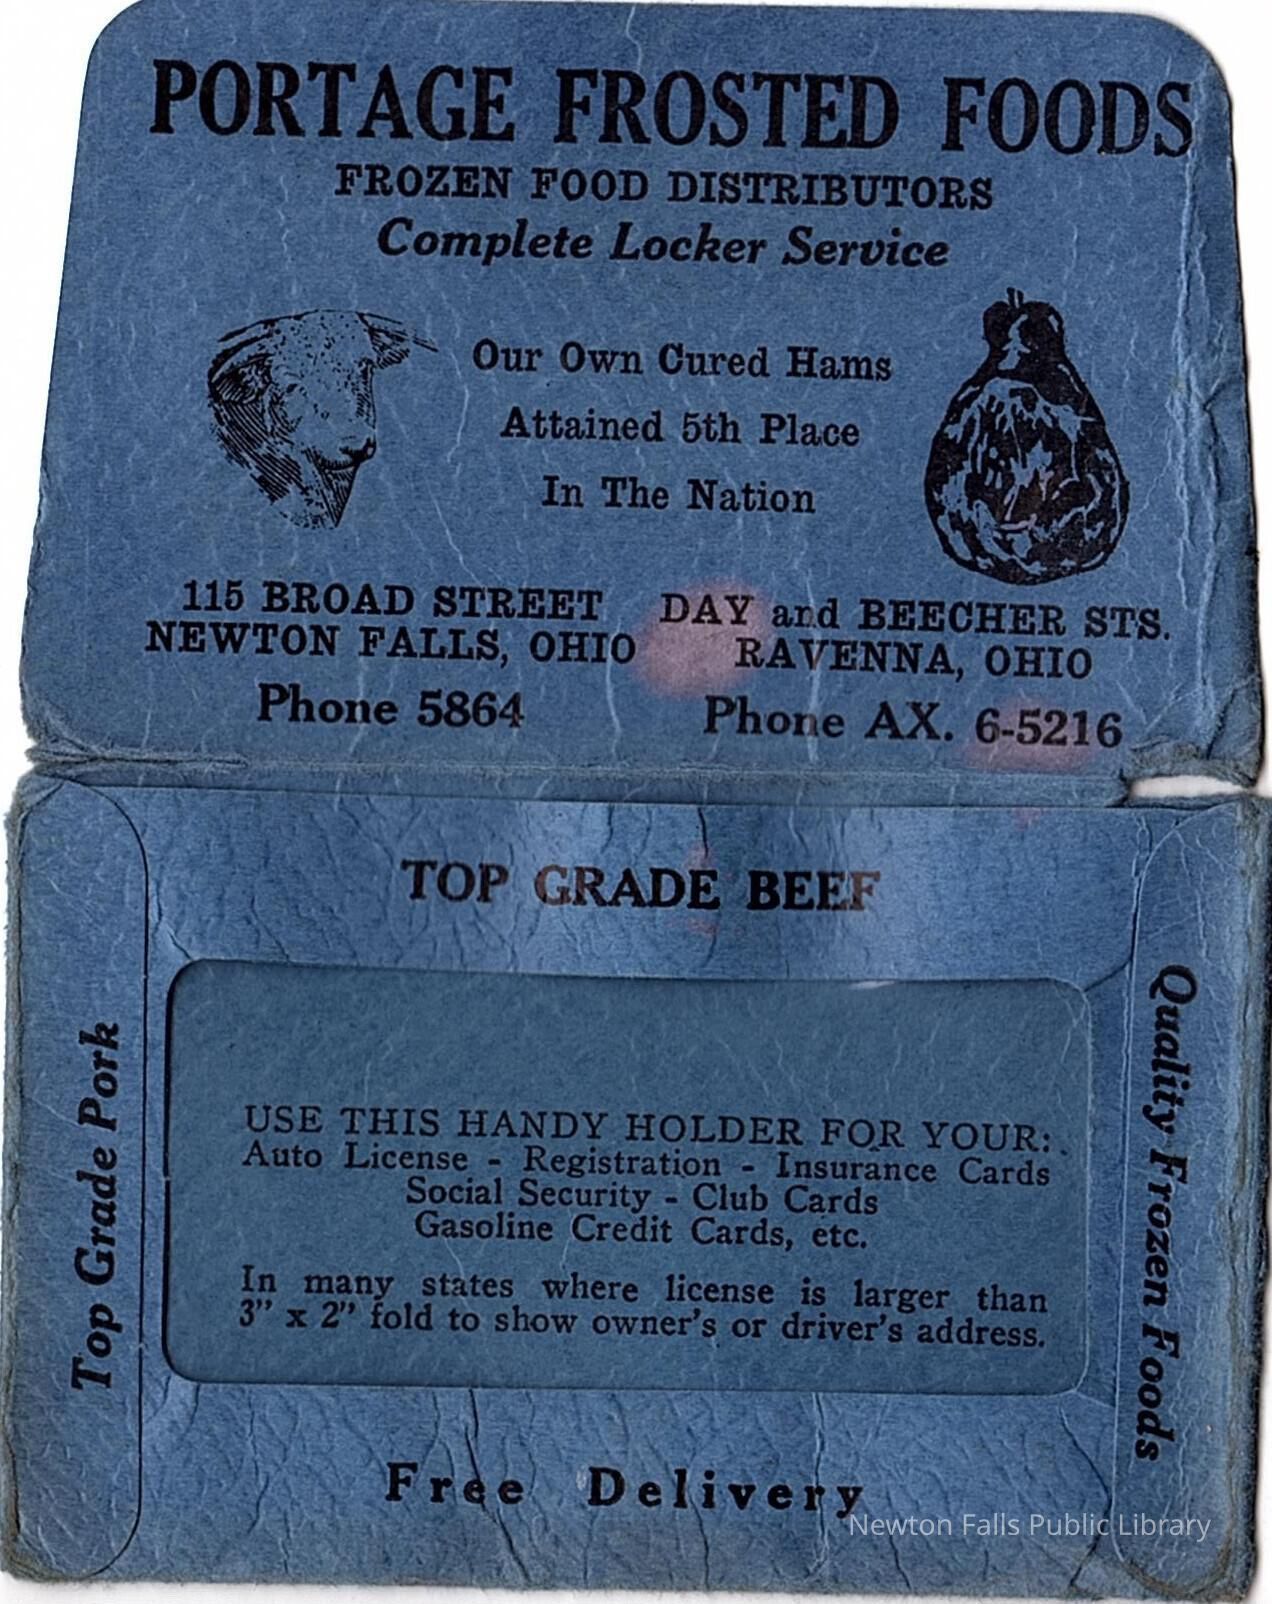 PORTAGE FROSTED FOODS
FROZEN FOOD DISTRIBUTORS
Complete Locker Service
Our Own Cured Hams
Attained 5th Place
In The Nation
115 BROAD STREET
NEWTON FALLS, OHIO
Phone 5864
DAY and BEECHER STS.
RAVENNA, OHIO
Phone AX. 6-5216
TOP GRADE BEEF
Top Grade Pork
USE THIS HANDY HOLDER FOR YOUR:
Auto License - Registration - Insurance Cards
Social Security - Club Cards
Gasoline Credit Cards, etc.
In many states where license is larger than
3" x 2" fold to show owner's or driver's address.
Quality Frozen Foods
Free Delivery
Newton Falls Public Library